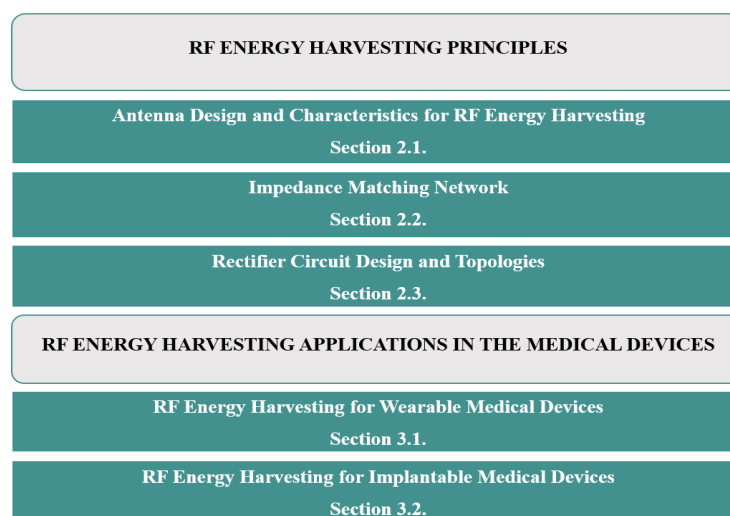 RF ENERGY HARVESTING PRINCIPLES
Antenna Design and Characteristics for RF Energy Harvesting
Section 2.1.
Impedance Matching Network
Section 2.2.
Rectifier Circuit Design and Topologies
Section 2.3.
RF ENERGY HARVESTING APPLICATIONS IN THE MEDICAL DEVICES
RF Energy Harvesting for Wearable Medical Devices
Section 3.1.
RF Energy Harvesting for Implantable Medical Devices
Section 3.2.